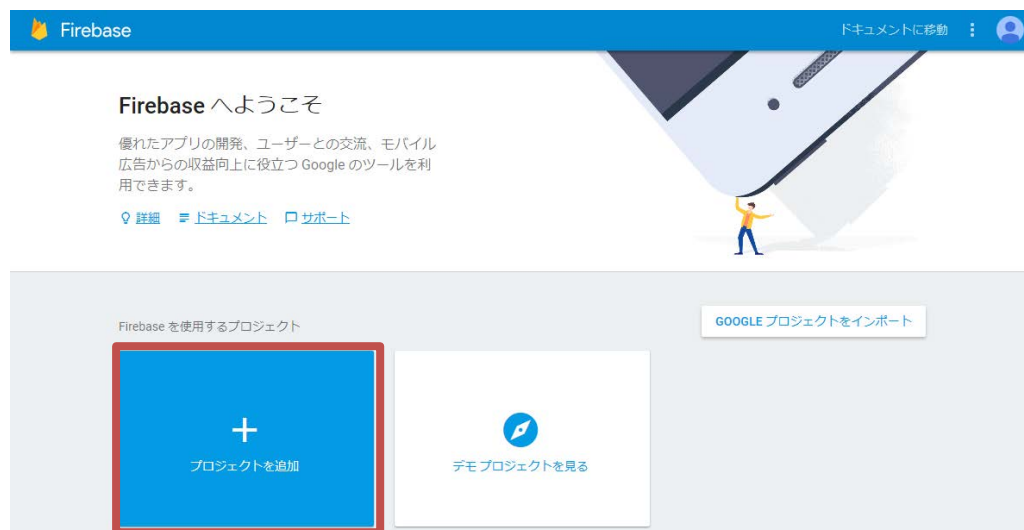 Firebase
ドキュメントに移動
Firebase へようこそ
優れたアプリの開発、ユーザーとの交流、モバイル
広告からの収益向上に役立つ Google のツールを利
用できます。
詳細 ドキュメント サポート
Firebase を使用するプロジェクト
GOOGLE プロジェクトをインポート
プロジェクトを追加
デモ プロジェクトを見る